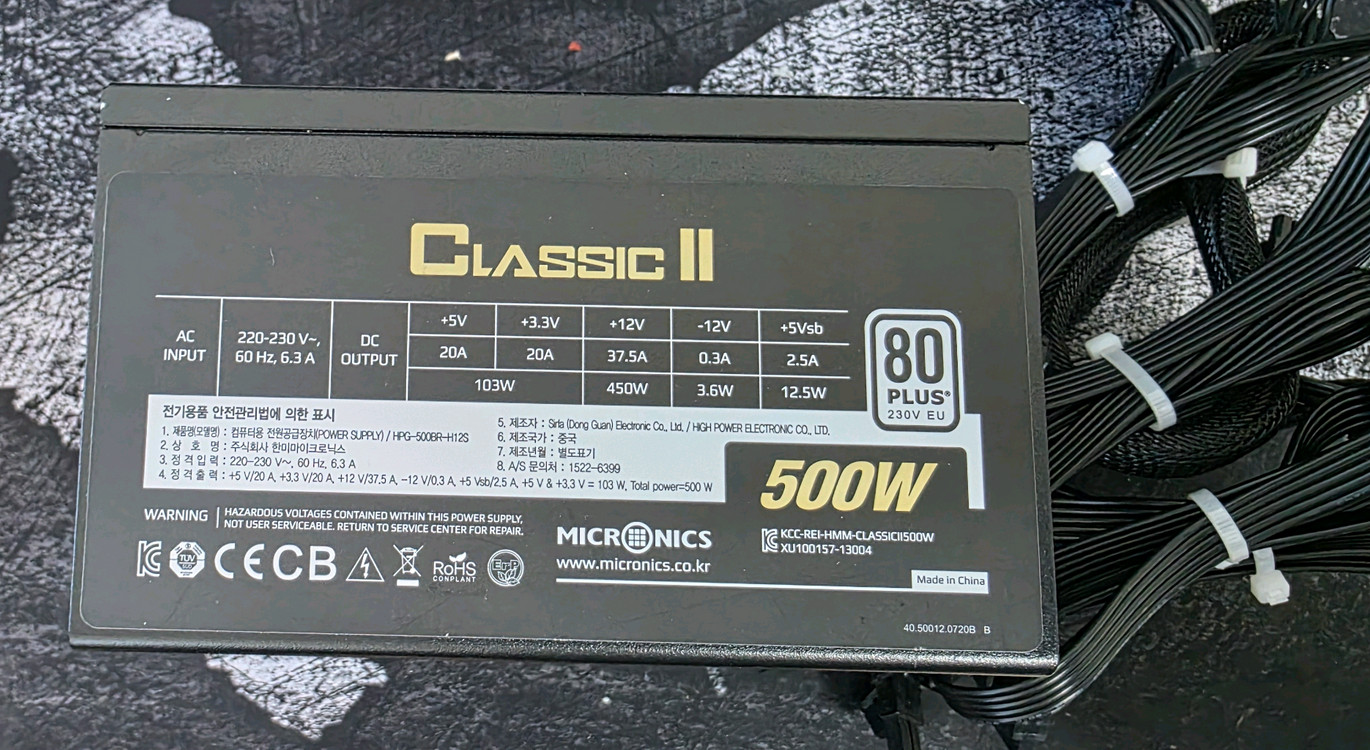 CLASSIC II
AC INPUT
220-230 V~, 60 Hz, 6.3 A
DC OUTPUT
+5V +3.3V +12V -12V +5Vsb
20A 20A 37.5A 0.3A 2.5A
103W 450W 3.6W 12.5W
80
PLUS®
230V EU
전기용품 안전관리법에 의한 표시
1. 제품명(모델명) : 컴퓨터용 전원공급장치(POWER SUPPLY) / HPG-500BR-H12S
2. 상 호 명 : 주식회사 한미마이크로닉스
3. 정 격 입 력 : 220-230 V~, 60 Hz, 6.3 A
4. 정 격 출 력 : +5 V/20 A, +3.3 V/20 A, +12 V/37.5 A, -12 V/0.3 A, +5 Vsb/2.5 A, +5 V & +3.3 V = 103 W, Total power=500 W
5. 제조자 : Sirfa (Dong Guan) Electronic Co., Ltd. / HIGH POWER ELECTRONIC CO., LTD.
6. 제조국가 : 중국
7. 제조년월 : 별도표기
8. A/S 문의처 : 1522-6399
500W
WARNING
HAZARDOUS VOLTAGES CONTAINED WITHIN THIS POWER SUPPLY,
NOT USER SERVICEABLE. RETURN TO SERVICE CENTER FOR REPAIR.
MICRONICS
www.micronics.co.kr
KCC-REI-HMM-CLASSICII500W
XU100157-13004
TÜV
CE CB
RoHS
CONPLANT
ErP
Made in China
40.50012.0720B B